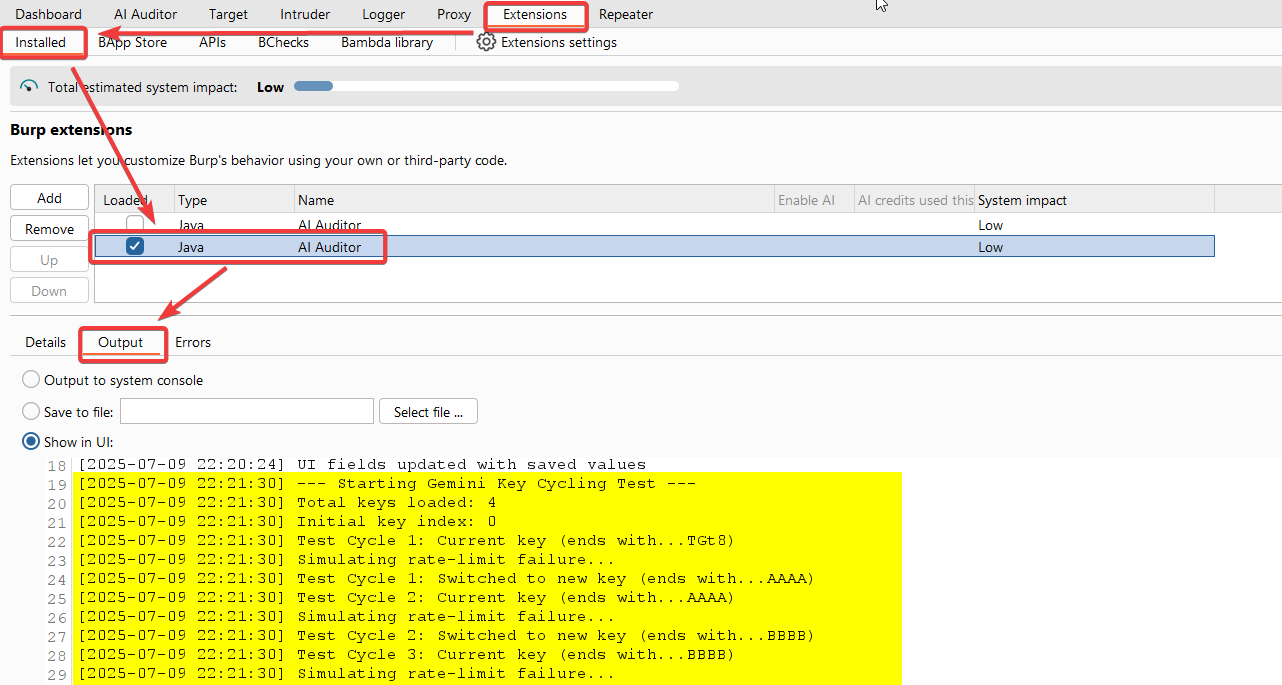 Dashboard AI Auditor Target Intruder Logger Proxy Extensions Repeater
Installed BApp Store APIs BChecks Bambda library Extensions settings
Total estimated system impact: Low
Burp extensions
Extensions let you customize Burp's behavior using your own or third-party code.
Add
Remove
Up
Down
Loaded Type Name Enable AI AI credits used this System impact
Java AI Auditor Low
Java AI Auditor Low
Details Output Errors
Output to system console
Save to file: Select file ...
Show in UI:
18 [2025-07-09 22:20:24] UI fields updated with saved values
19 [2025-07-09 22:21:30] --- Starting Gemini Key Cycling Test ---
20 [2025-07-09 22:21:30] Total keys loaded: 4
21 [2025-07-09 22:21:30] Initial key index: 0
22 [2025-07-09 22:21:30] Test Cycle 1: Current key (ends with...TGt8)
23 [2025-07-09 22:21:30] Simulating rate-limit failure...
24 [2025-07-09 22:21:30] Test Cycle 1: Switched to new key (ends with...AAAA)
25 [2025-07-09 22:21:30] Test Cycle 2: Current key (ends with...AAAA)
26 [2025-07-09 22:21:30] Simulating rate-limit failure...
27 [2025-07-09 22:21:30] Test Cycle 2: Switched to new key (ends with...BBBB)
28 [2025-07-09 22:21:30] Test Cycle 3: Current key (ends with...BBBB)
29 [2025-07-09 22:21:30] Simulating rate-limit failure...